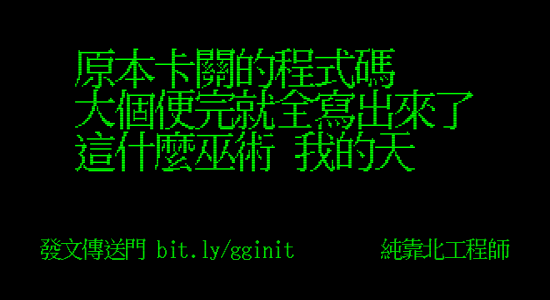 原本卡關的程式碼
大個便完就全寫出來了
這什麼巫術 我的天
發文傳送門 bit.ly/gginit 純靠北工程師